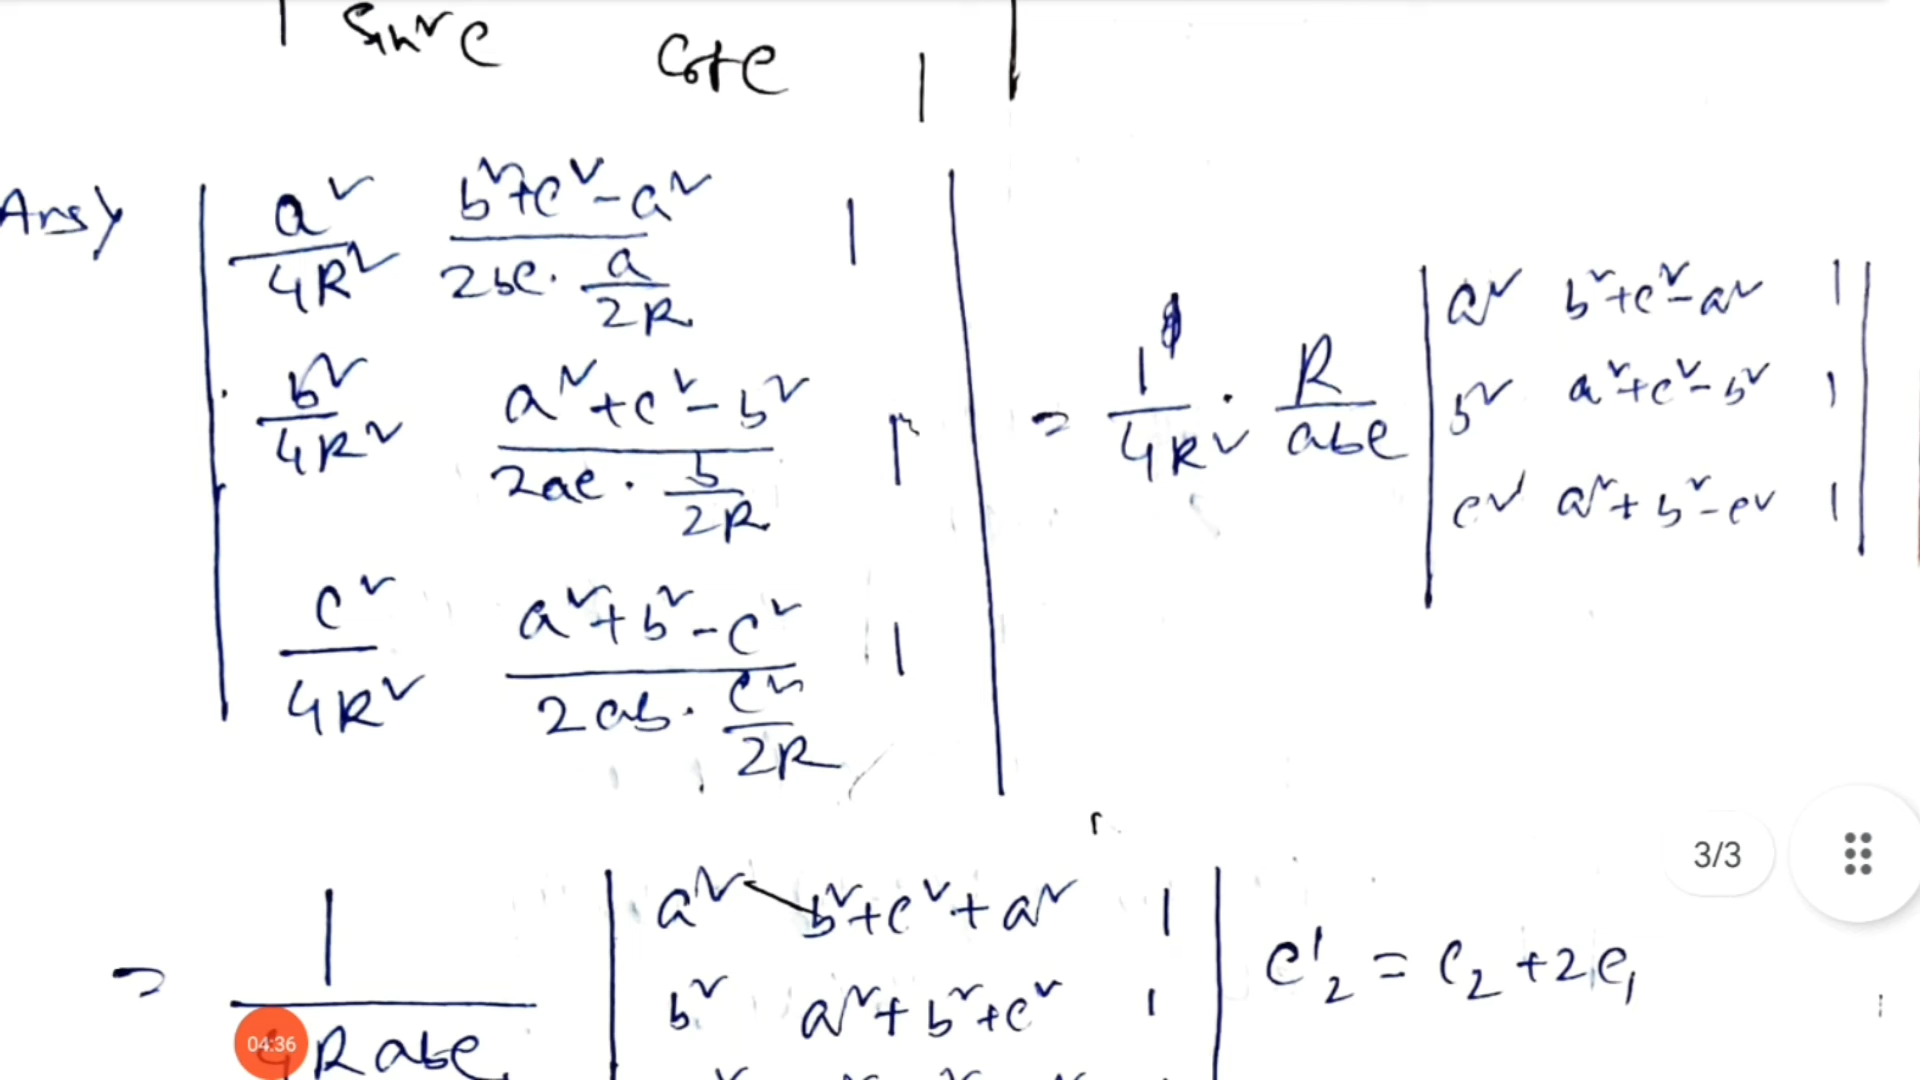 | sin²C cotC 1 |
Ans) | a²/4R² (b²+c²-a²)/(2bc · a/2R) 1 |
| b²/4R² (a²+c²-b²)/(2ac · b/2R) 1 |
| c²/4R² (a²+b²-c²)/(2ab · c/2R) 1 |
= 1/4R² · R/abc | a² b²+c²-a² 1 |
| b² a²+c²-b² 1 |
| c² a²+b²-c² 1 |
3/3
= 1/4Rabc | a² b²+c²+a² 1 |
| b² a²+b²+c² 1 |
C'₂ = C₂ + 2C₁
04:36